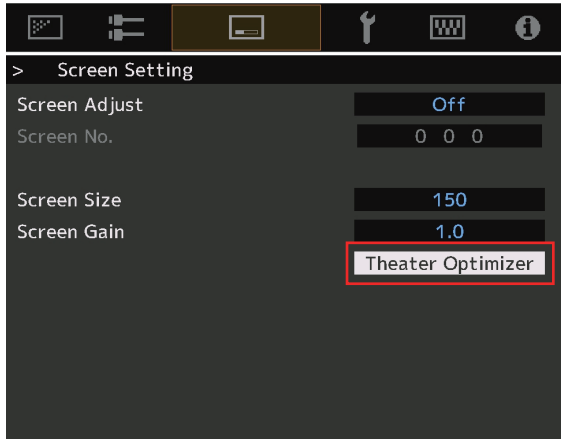 > Screen Setting
Screen Adjust Off
Screen No. 0 0 0
Screen Size 150
Screen Gain 1.0
Theater Optimizer